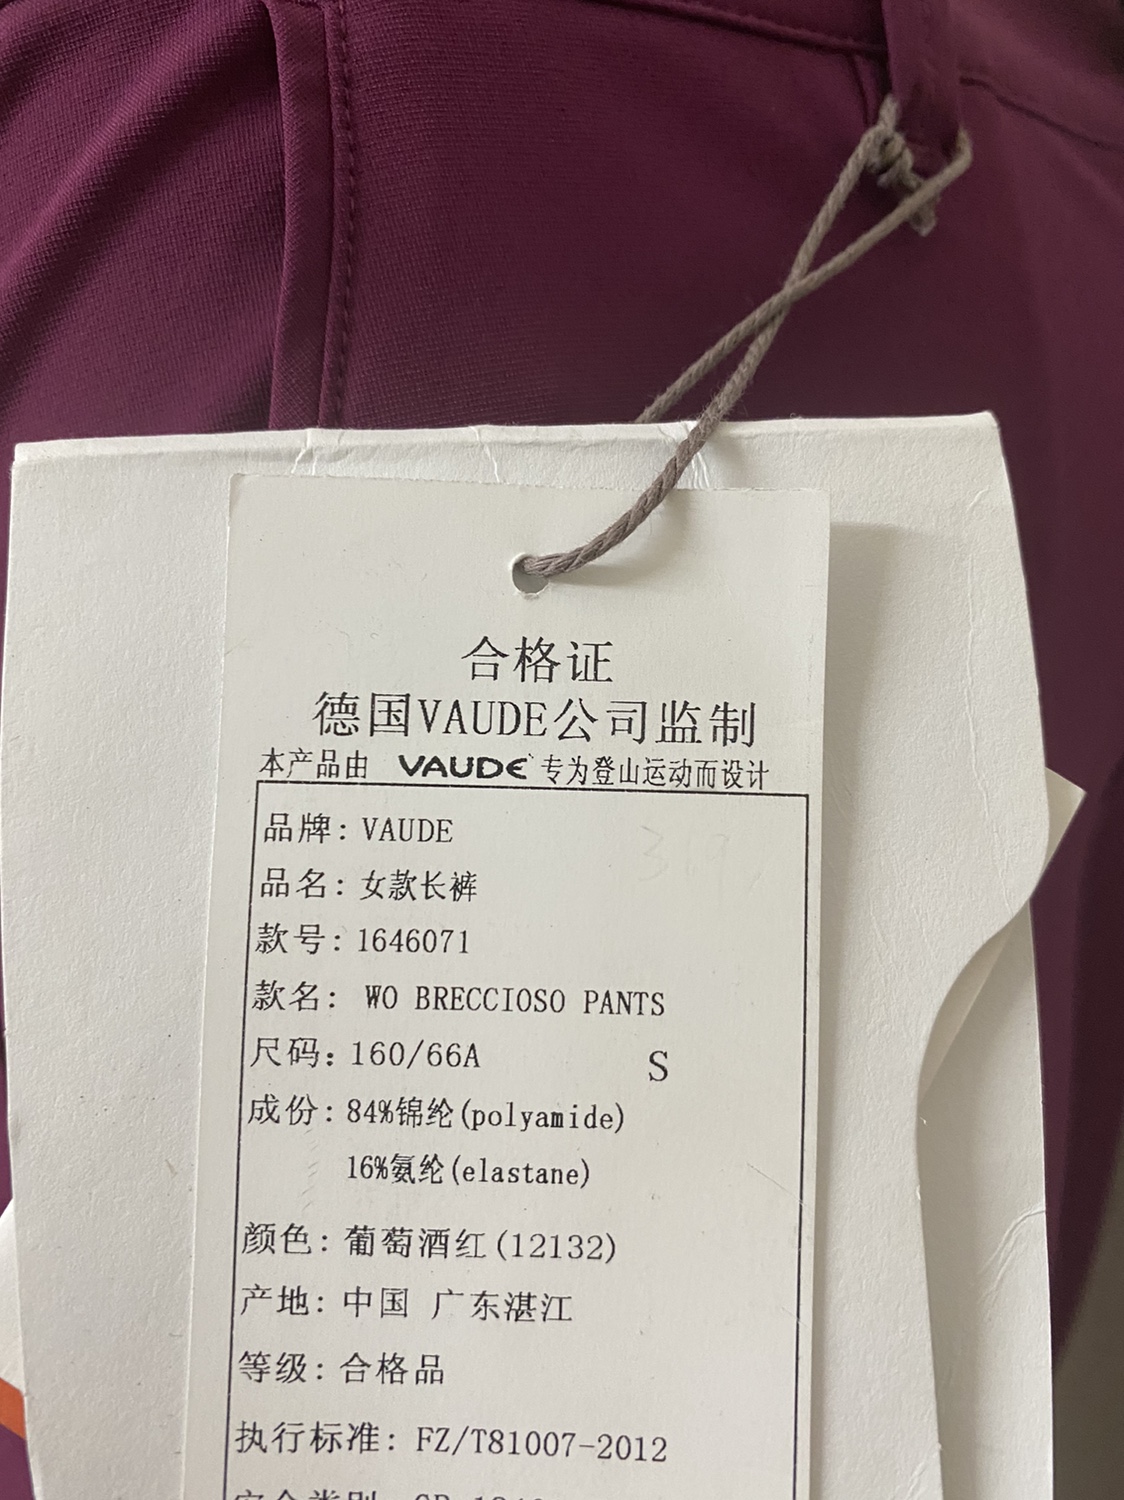 合格证
德国VAUDE公司监制
本产品由 VAUDE 专为登山运动而设计
品牌: VAUDE
品名: 女款长裤
款号: 1646071
款名: WO BRECCIOSO PANTS
尺码: 160/66A S
成份: 84%锦纶(polyamide)
16%氨纶(elastane)
颜色: 葡萄酒红(12132)
产地: 中国 广东湛江
等级: 合格品
执行标准: FZ/T81007-2012